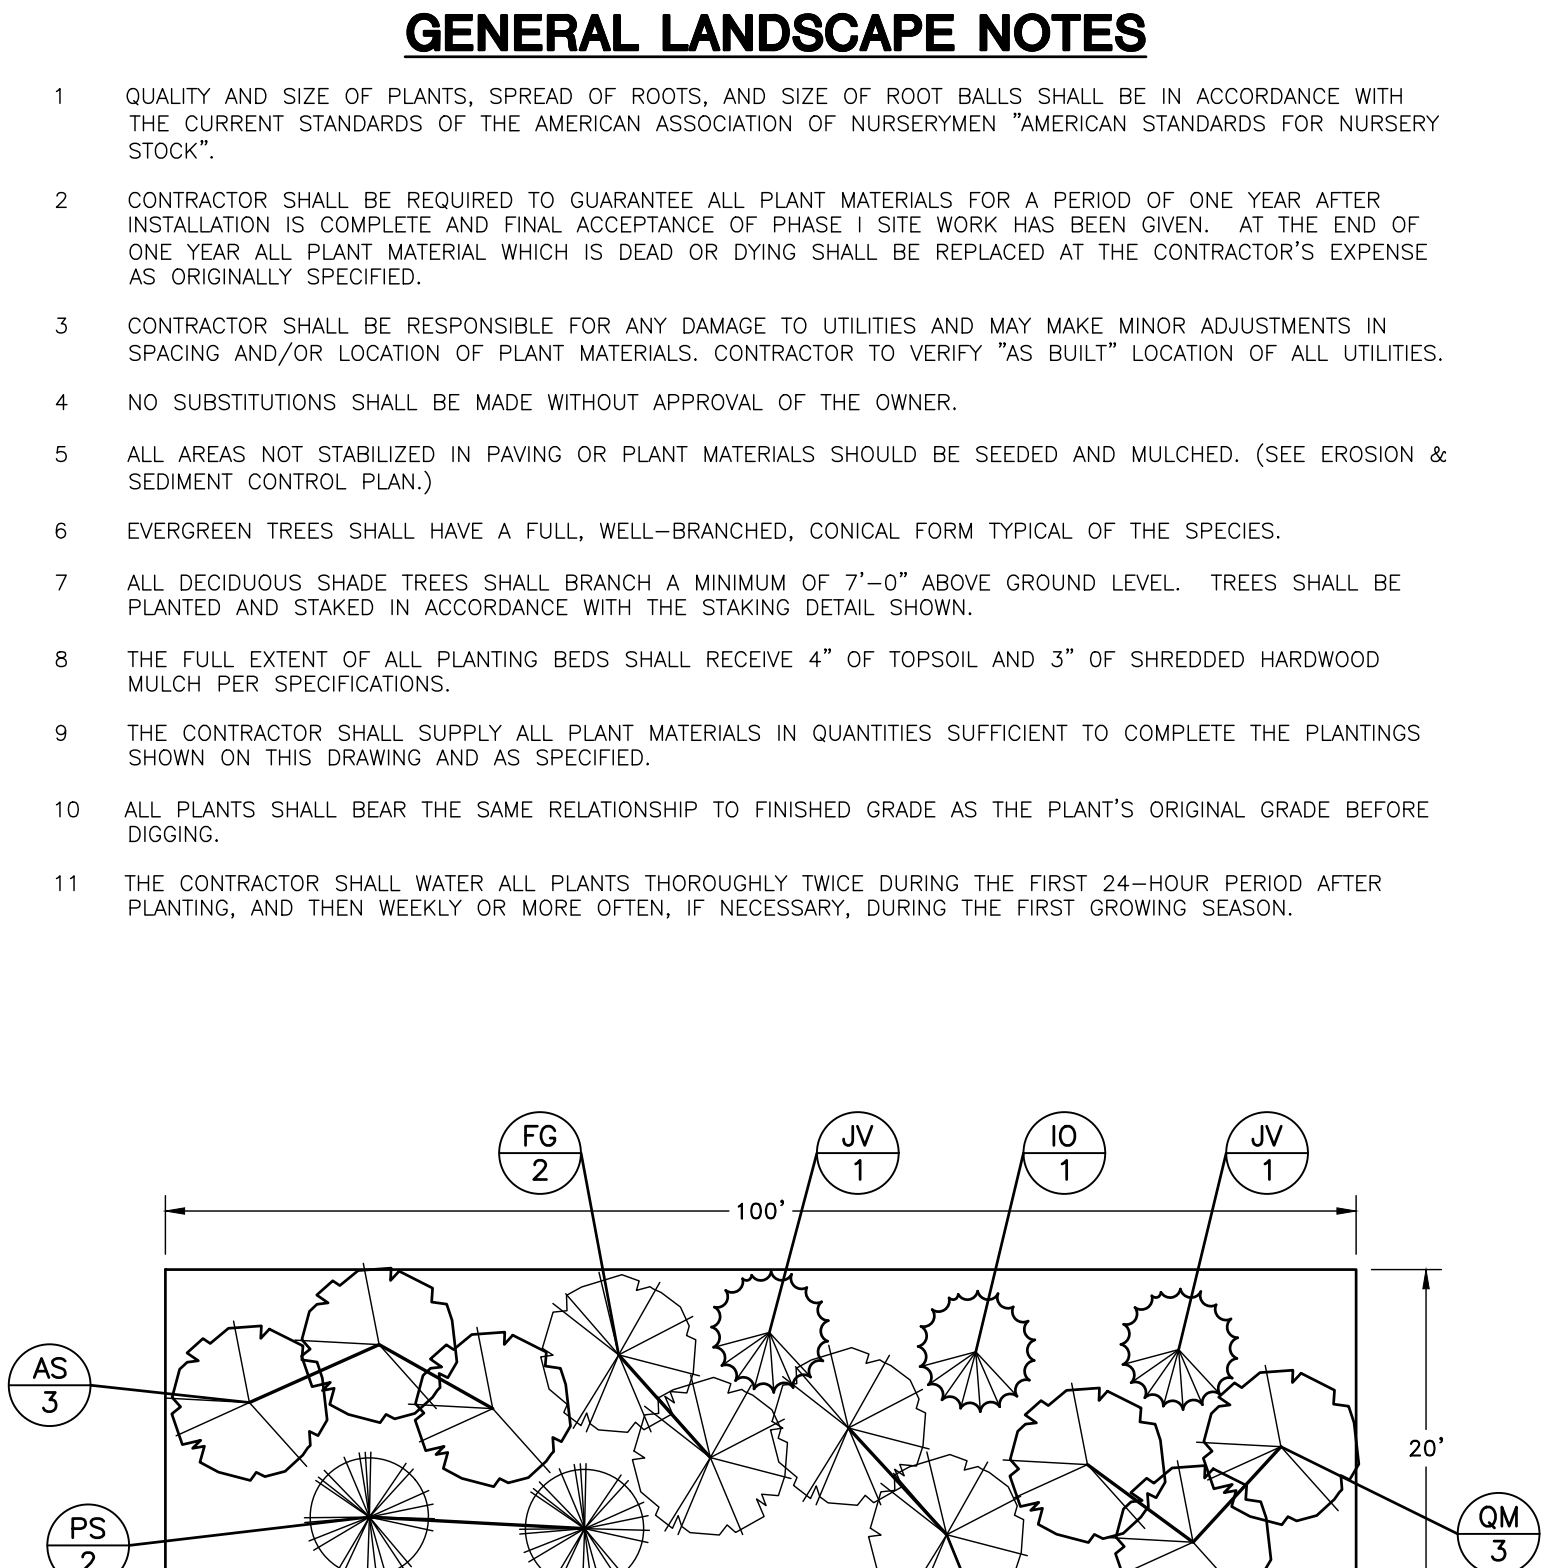 GENERAL LANDSCAPE NOTES
1 QUALITY AND SIZE OF PLANTS, SPREAD OF ROOTS, AND SIZE OF ROOT BALLS SHALL BE IN ACCORDANCE WITH
THE CURRENT STANDARDS OF THE AMERICAN ASSOCIATION OF NURSERYMEN "AMERICAN STANDARDS FOR NURSERY
STOCK".
2 CONTRACTOR SHALL BE REQUIRED TO GUARANTEE ALL PLANT MATERIALS FOR A PERIOD OF ONE YEAR AFTER
INSTALLATION IS COMPLETE AND FINAL ACCEPTANCE OF PHASE I SITE WORK HAS BEEN GIVEN. AT THE END OF
ONE YEAR ALL PLANT MATERIAL WHICH IS DEAD OR DYING SHALL BE REPLACED AT THE CONTRACTOR'S EXPENSE
AS ORIGINALLY SPECIFIED.
3 CONTRACTOR SHALL BE RESPONSIBLE FOR ANY DAMAGE TO UTILITIES AND MAY MAKE MINOR ADJUSTMENTS IN
SPACING AND/OR LOCATION OF PLANT MATERIALS. CONTRACTOR TO VERIFY "AS BUILT" LOCATION OF ALL UTILITIES.
4 NO SUBSTITUTIONS SHALL BE MADE WITHOUT APPROVAL OF THE OWNER.
5 ALL AREAS NOT STABILIZED IN PAVING OR PLANT MATERIALS SHOULD BE SEEDED AND MULCHED. (SEE EROSION &
SEDIMENT CONTROL PLAN.)
6 EVERGREEN TREES SHALL HAVE A FULL, WELL-BRANCHED, CONICAL FORM TYPICAL OF THE SPECIES.
7 ALL DECIDUOUS SHADE TREES SHALL BRANCH A MINIMUM OF 7'-0" ABOVE GROUND LEVEL. TREES SHALL BE
PLANTED AND STAKED IN ACCORDANCE WITH THE STAKING DETAIL SHOWN.
8 THE FULL EXTENT OF ALL PLANTING BEDS SHALL RECEIVE 4" OF TOPSOIL AND 3" OF SHREDDED HARDWOOD
MULCH PER SPECIFICATIONS.
9 THE CONTRACTOR SHALL SUPPLY ALL PLANT MATERIALS IN QUANTITIES SUFFICIENT TO COMPLETE THE PLANTINGS
SHOWN ON THIS DRAWING AND AS SPECIFIED.
10 ALL PLANTS SHALL BEAR THE SAME RELATIONSHIP TO FINISHED GRADE AS THE PLANT'S ORIGINAL GRADE BEFORE
DIGGING.
11 THE CONTRACTOR SHALL WATER ALL PLANTS THOROUGHLY TWICE DURING THE FIRST 24-HOUR PERIOD AFTER
PLANTING, AND THEN WEEKLY OR MORE OFTEN, IF NECESSARY, DURING THE FIRST GROWING SEASON.
FG JV IO JV
2 1 1 1
100'
AS
3
20'
PS
2
QM
3